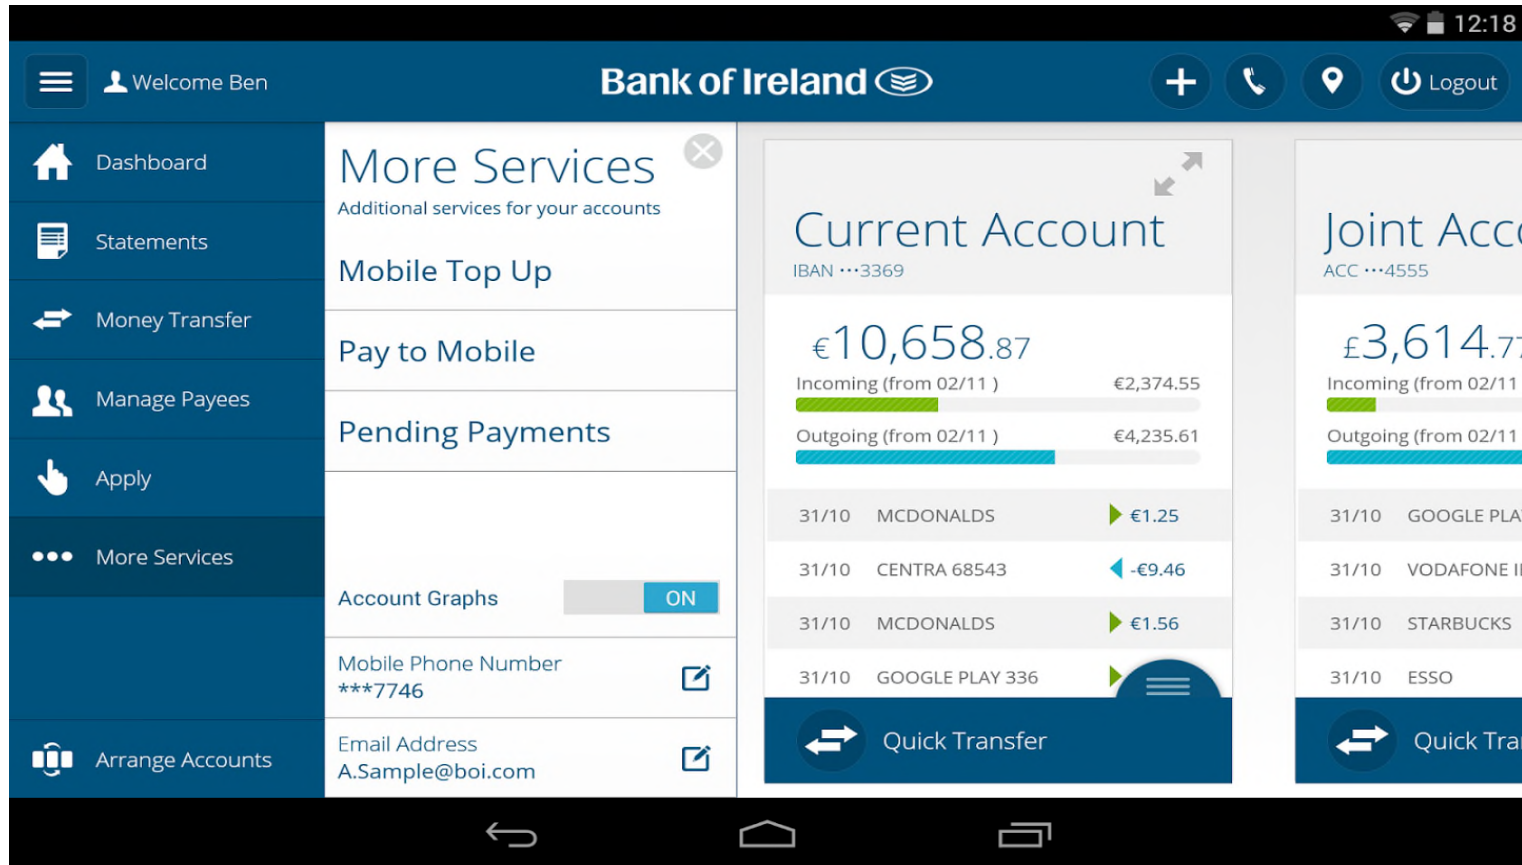 12:18
Welcome Ben
Bank of Ireland
Logout
Dashboard
Statements
Money Transfer
Manage Payees
Apply
More Services
Arrange Accounts
More Services
Additional services for your accounts
Mobile Top Up
Pay to Mobile
Pending Payments
Account Graphs ON
Mobile Phone Number
***7746
Email Address
A.Sample@boi.com
Current Account
IBAN ···3369
€10,658.87
Incoming (from 02/11 ) €2,374.55
Outgoing (from 02/11 ) €4,235.61
31/10 MCDONALDS €1.25
31/10 CENTRA 68543 -€9.46
31/10 MCDONALDS €1.56
31/10 GOOGLE PLAY 336
Quick Transfer
Joint Acc
ACC ···4555
£3,614.77
Incoming (from 02/11
Outgoing (from 02/11
31/10 GOOGLE PLA
31/10 VODAFONE I
31/10 STARBUCKS
31/10 ESSO
Quick Tra